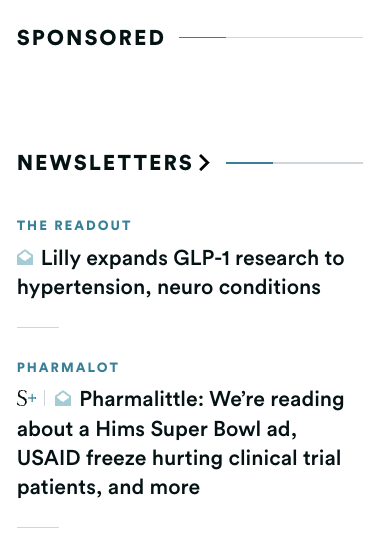 SPONSORED
NEWSLETTERS
THE READOUT
Lilly expands GLP-1 research to
hypertension, neuro conditions
PHARMALOT
S+ | Pharmalittle: We’re reading
about a Hims Super Bowl ad,
USAID freeze hurting clinical trial
patients, and more